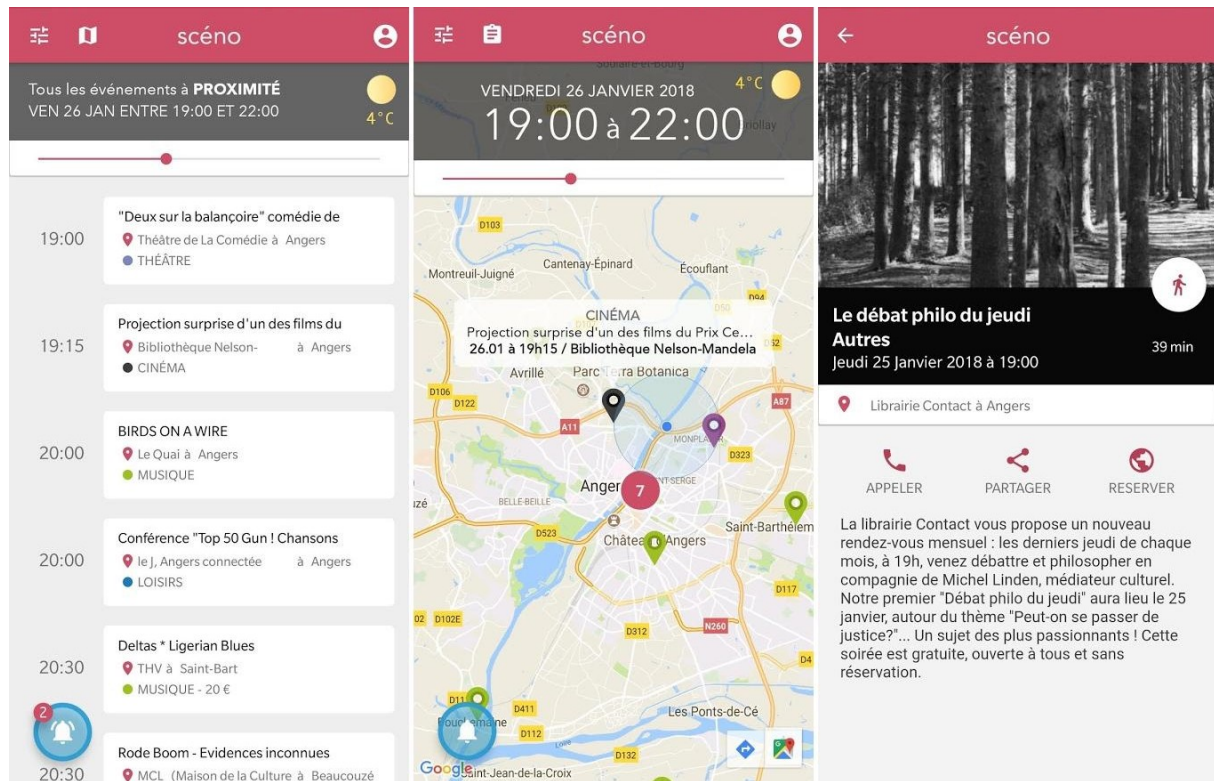 scéno
Tous les événements à PROXIMITÉ
VEN 26 JAN ENTRE 19:00 ET 22:00
4°C
19:00
"Deux sur la balançoire" comédie de
Théâtre de La Comédie à Angers
THÉÂTRE
19:15
Projection surprise d'un des films du
Bibliothèque Nelson- à Angers
CINÉMA
20:00
BIRDS ON A WIRE
Le Quai à Angers
MUSIQUE
20:00
Conférence "Top 50 Gun ! Chansons
le J, Angers connectée à Angers
LOISIRS
20:30
Deltas * Ligerian Blues
THV à Saint-Bart
MUSIQUE - 20 €
2
20:30
Rode Boom - Evidences inconnues
MCL (Maison de la Culture à Beaucouzé
scéno
VENDREDI 26 JANVIER 2018
4°C
19:00 à 22:00
D103
Cantenay-Épinard
Écouflant
Montreuil-Juigné
D94
D50
CINÉMA
Projection surprise d'un des films du Prix Ce...
26.01 à 19h15 / Bibliothèque Nelson-Mandela
Avrillé
Parc Terra Botanica
D106
D122
A87
A11
D323
7
BELLE-BEILLE
D523
Château d'Angers
Saint-Barthélem
D117
D102E
D312
N260
D411
D112
Les Ponts-de-Cé
D132
Loire
Google
Saint-Jean-de-la-Croix
scéno
Le débat philo du jeudi
Autres
Jeudi 25 Janvier 2018 à 19:00
39 min
Librairie Contact à Angers
APPELER
PARTAGER
RESERVER
La librairie Contact vous propose un nouveau
rendez-vous mensuel : les derniers jeudi de chaque
mois, à 19h, venez débattre et philosopher en
compagnie de Michel Linden, médiateur culturel.
Notre premier "Débat philo du jeudi" aura lieu le 25
janvier, autour du thème "Peut-on se passer de
justice?"... Un sujet des plus passionnants ! Cette
soirée est gratuite, ouverte à tous et sans
réservation.